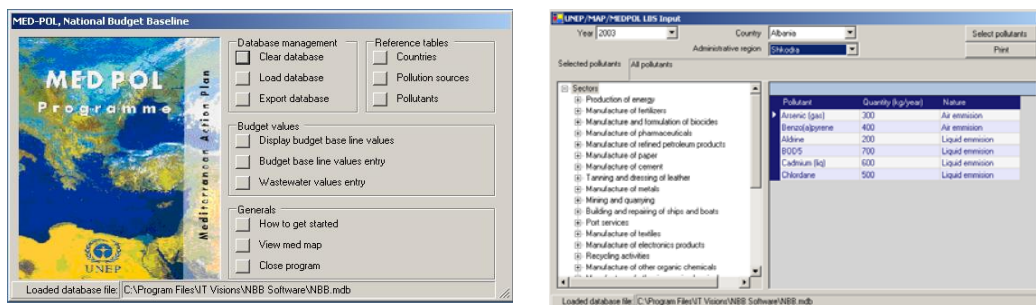 MED-POL, National Budget Baseline
MED POL
Programme
Mediterranean Action Plan
UNEP
Database management
Clear database
Load database
Export database
Reference tables
Countries
Pollution sources
Pollutants
Budget values
Display budget base line values
Budget base line values entry
Wastewater values entry
Generals
How to get started
View med map
Close program
Loaded database file: C:\Program Files\IT Visions\NBB Software\NBB.mdb
UNEP/MAP/MEDPOL LBS Input
Year 2003 Country Albania Select pollutants
Administrative region Shkodra Print
Selected pollutants All pollutants
Sectors
Production of energy
Manufacture of fertilizers
Manufacture and formulation of biocides
Manufacture of pharmaceuticals
Manufacture of refined petroleum products
Manufacture of paper
Manufacture of cement
Tanning and dressing of leather
Manufacture of metals
Mining and quarrying
Building and repairing of ships and boats
Port services
Manufacture of textiles
Manufacture of electronics products
Recycling activities
Manufacture of other organic chemicals
Pollutant Quantity (kg/year) Nature
Arsenic (gas) 300 Air emmision
Benzo(a)pyrene 400 Air emmision
Aldrine 200 Liquid emmision
BOD5 700 Liquid emmision
Cadmium (liq) 600 Liquid emmision
Chlordane 500 Liquid emmision
Loaded database file: C:\Program Files\IT Visions\NBB Software\NBB.mdb